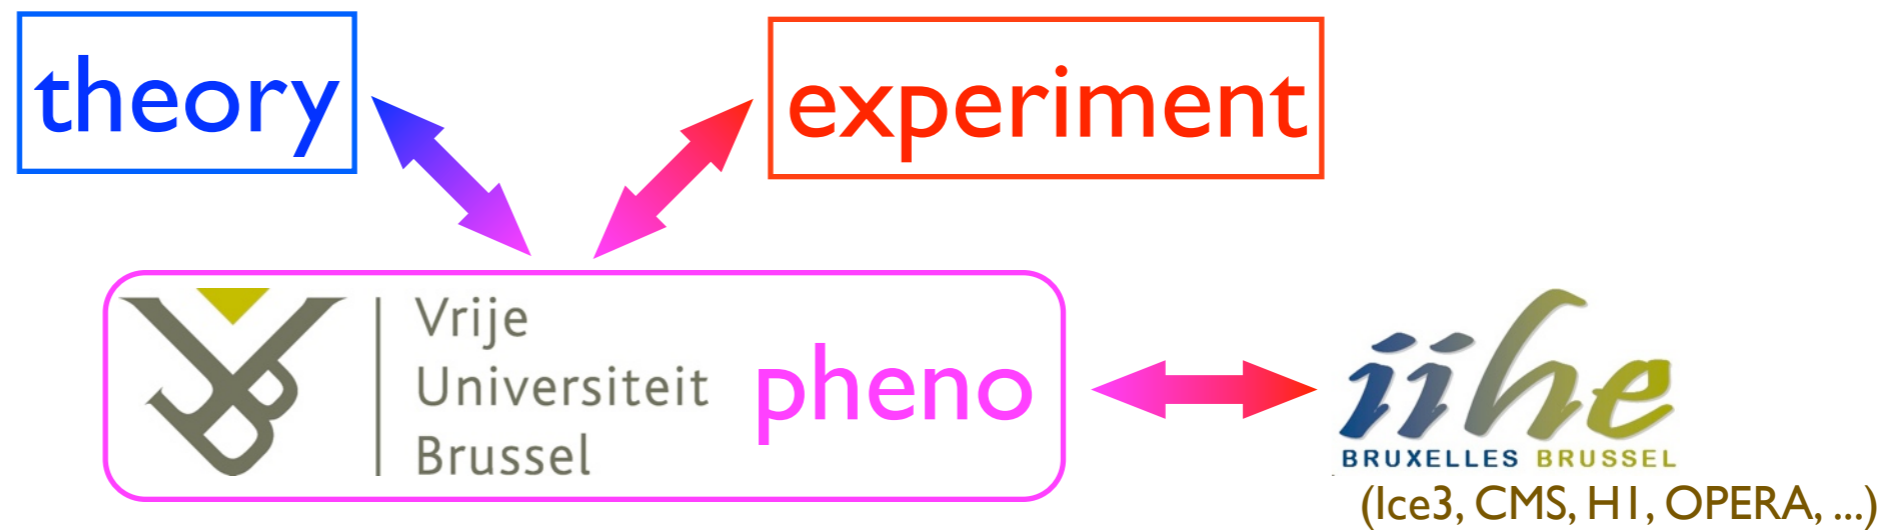 theory
experiment
Vrije
Universiteit
Brussel
pheno
iihe
BRUXELLES BRUSSEL
(Ice3, CMS, H1, OPERA, ...)